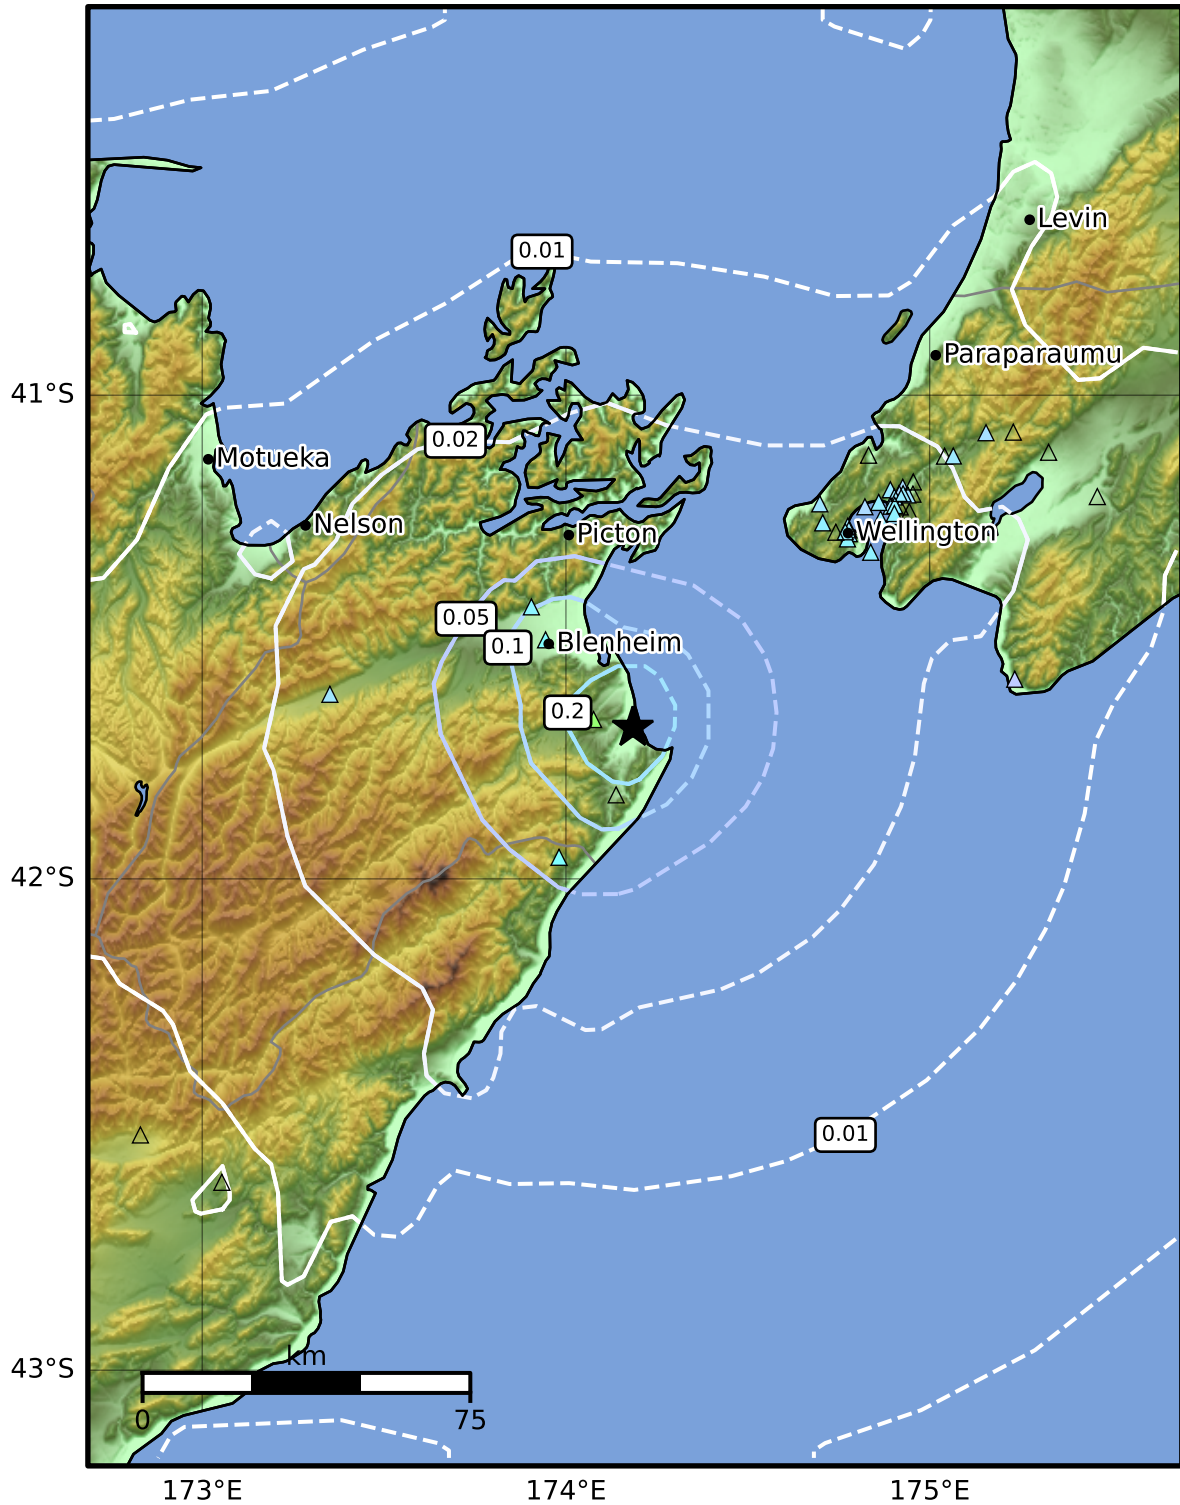 Levin
0.01
Paraparaumu
41°S
0.02
Motueka
Nelson
Picton
Wellington
0.05
0.1
Blenheim
0.2
42°S
0.01
43°S
km
0
75
173°E
174°E
175°E